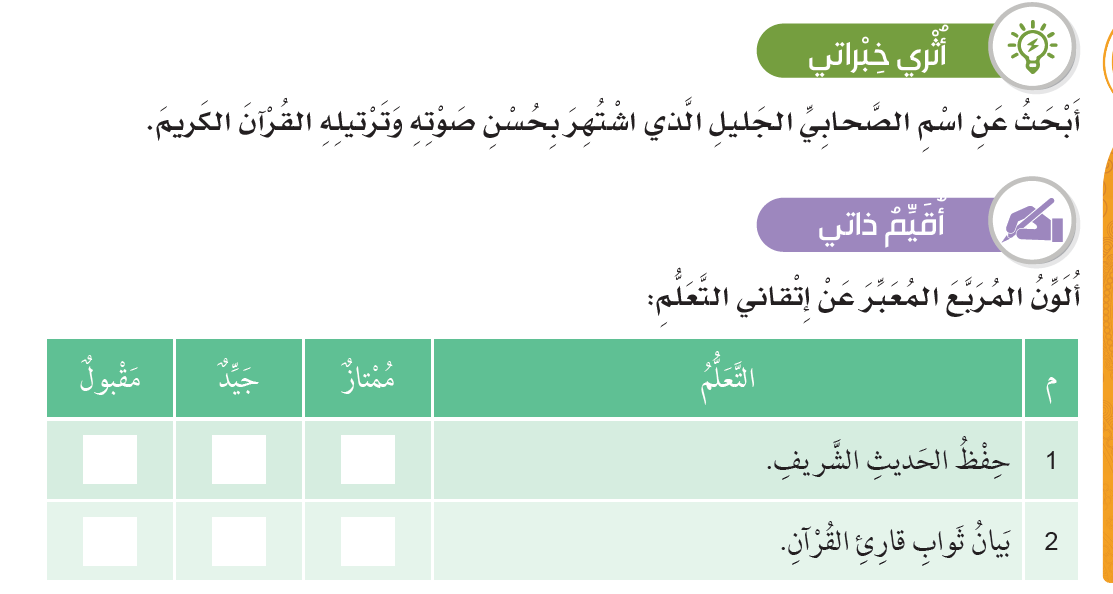 أُثْري خِبْراتي
أَبْحَثُ عَنِ اسْمِ الصَّحابِيِّ الجَليلِ الَّذي اشْتُهِرَ بِحُسْنِ صَوْتِهِ وَتَرْتيلِهِ القُرْآنَ الكَريمَ.
أُقَيِّمُ ذاتي
أُلَوِّنُ المُرَبَّعَ المُعَبِّرَ عَنْ إِتْقاني التَّعَلُّمِ:
م التَّعَلُّمُ مُمْتازٌ جَيِّدٌ مَقْبولٌ
1 حِفْظُ الحَديثِ الشَّريفِ.
2 بَيانُ ثَوابِ قارِئِ القُرْآنِ.